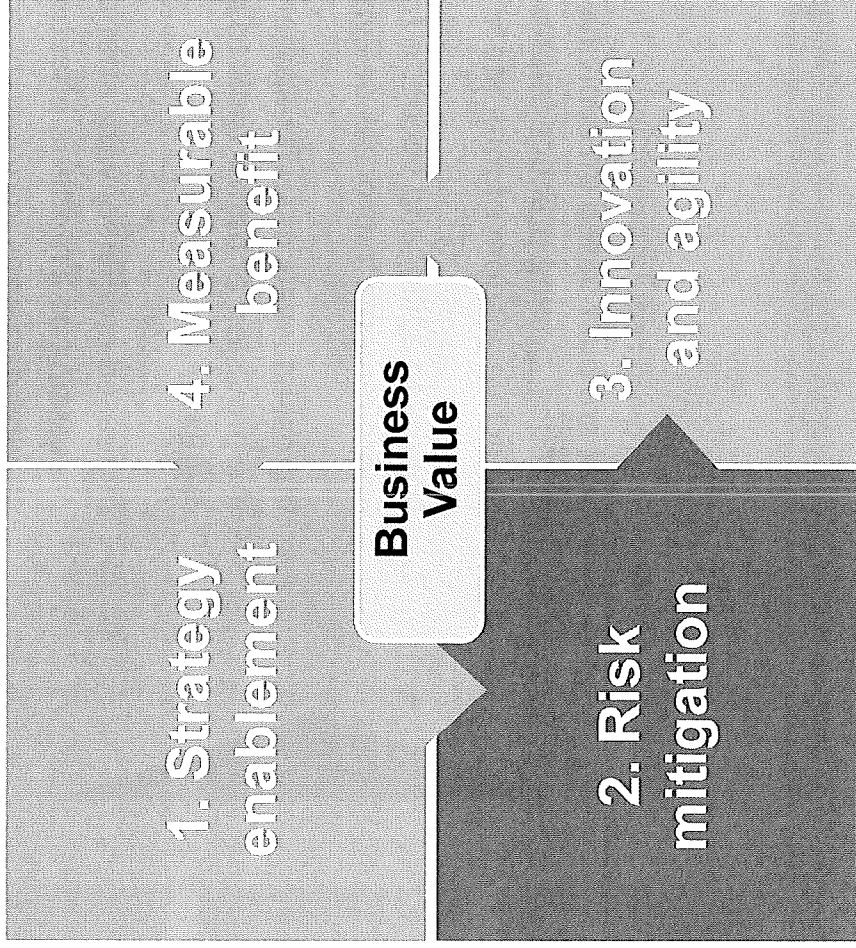 1. Strategy
enablement
4. Measurable
benefit
Business
Value
2. Risk
mitigation
3. Innovation
and agility